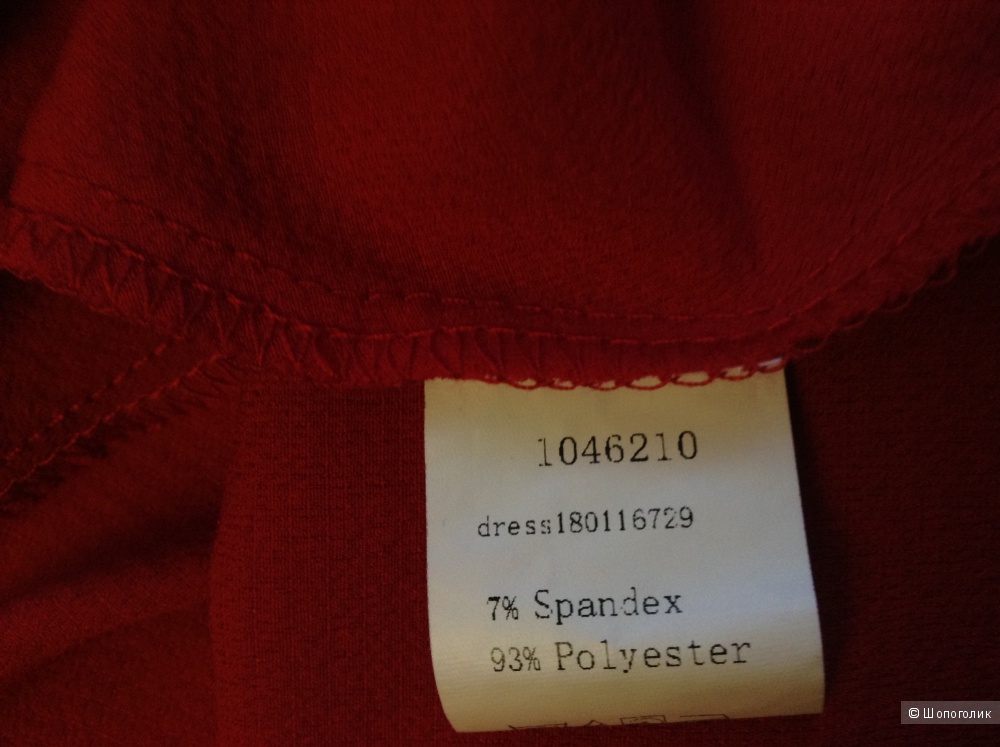 1046210
dress180116729
7% Spandex
93% Polyester
© Шопоголик